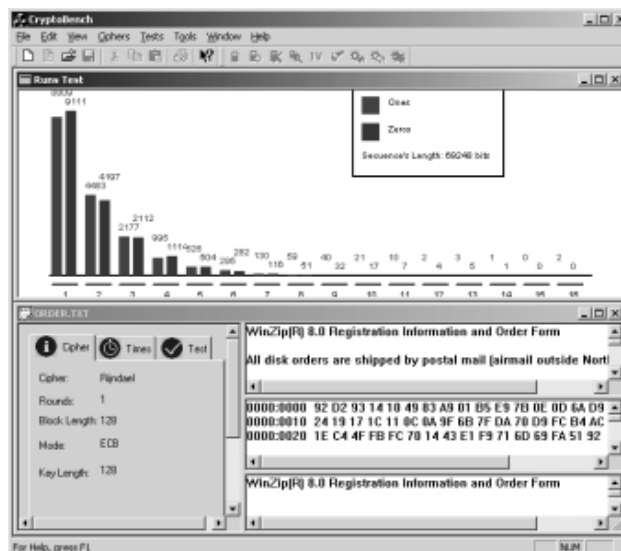 CryptoBench
File Edit View Ciphers Tests Tools Window Help
Runs Test
9111
4483 4197
2177 2112
995 1114
528 504
282
130 118
59 51
40 32
21 17
10 7
2 4
3 5
1 1
0 0
2 0
Ones
Zeros
Sequence's Length: 69248 bits
1 2 3 4 5 6 7 8 9 10 11 12 13 14 15 16
ORDER.TXT
Cipher Times Test
Cipher: Rijndael
Rounds: 1
Block Length: 128
Mode: ECB
Key Length: 128
WinZip(R) 8.0 Registration Information and Order Form
All disk orders are shipped by postal mail (airmail outside Nort
0000:0000 92 D2 93 14 10 49 83 A9 01 B5 E9 7B 0E 0D 6A D9
0000:0010 24 19 17 1C 11 0C 0A 9F 6B 7F DA 70 D9 FC B4 AC
0000:0020 1E C4 4F FB FC 70 14 43 E1 F9 71 6D 69 FA 51 92
WinZip(R) 8.0 Registration Information and Order Form
For Help, press F1
NUM